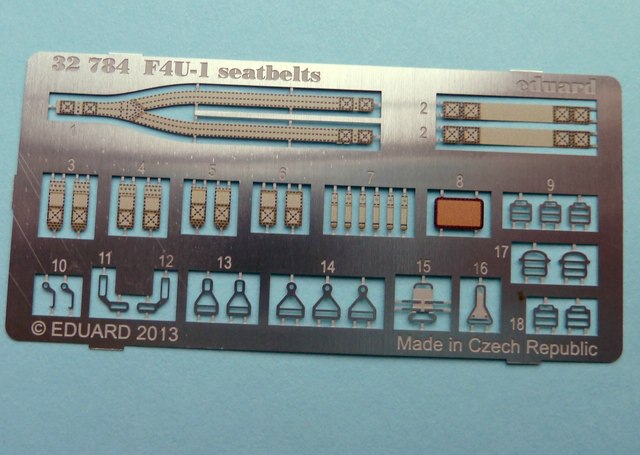 32 784 F4U-1 seatbelts
eduard
1
2
2
3 4 5 6 7 8 9
10 11 12 13 14 15 16 17
18
© EDUARD 2013
Made in Czech Republic